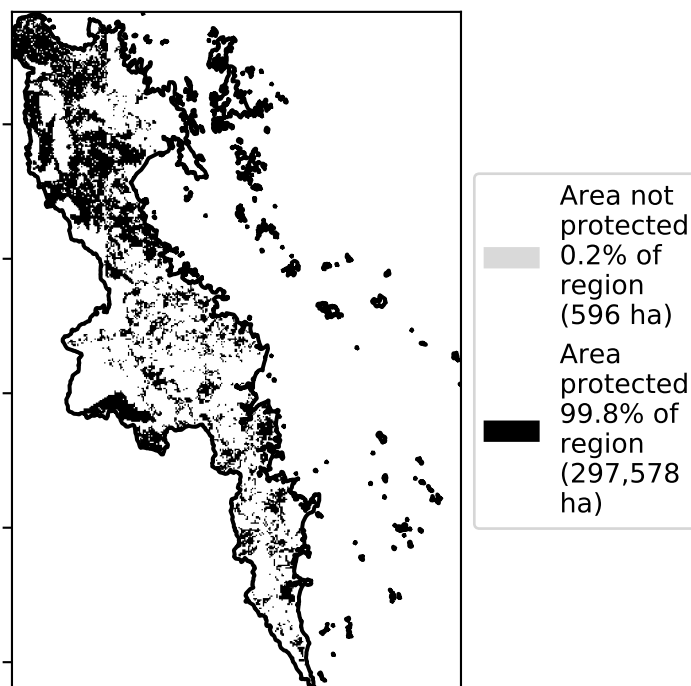 Area not
protected
0.2% of
region
(596 ha)
Area
protected
99.8% of
region
(297,578
ha)